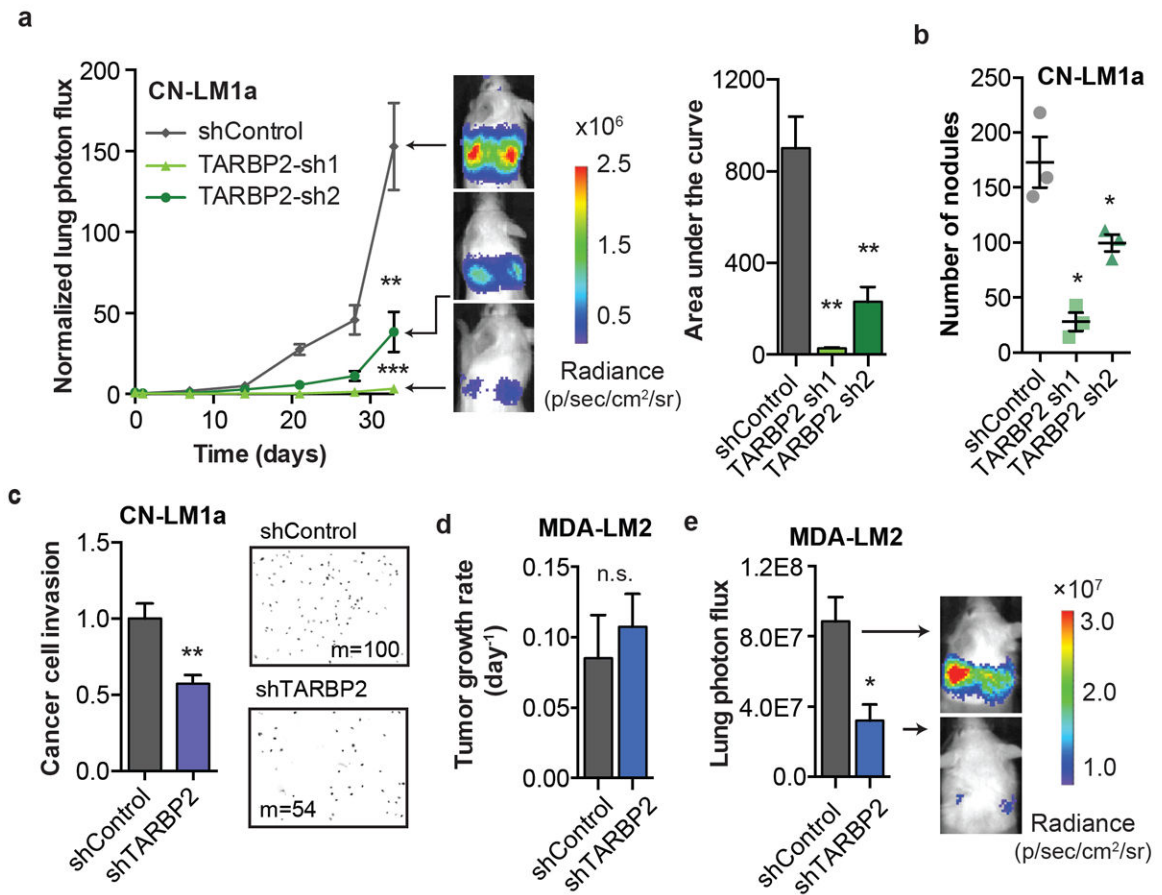 a
Normalized lung photon flux
200
150
100
50
0
0
10
20
30
Time (days)
CN-LM1a
shControl
TARBP2-sh1
TARBP2-sh2
**
***
x10⁶
2.5
1.5
0.5
Radiance
(p/sec/cm²/sr)
Area under the curve
1200
800
400
0
**
**
shControl
TARBP2 sh1
TARBP2 sh2
b
CN-LM1a
Number of nodules
250
200
150
100
50
0
*
*
shControl
TARBP2 sh1
TARBP2 sh2
c
CN-LM1a
Cancer cell invasion
1.5
1.0
0.5
0.0
**
shControl
shTARBP2
shControl
m=100
shTARBP2
m=54
d
MDA-LM2
Tumor growth rate
(day⁻¹)
0.15
0.10
0.05
0.00
n.s.
shControl
shTARBP2
e
MDA-LM2
Lung photon flux
1.2E8
8.0E7
4.0E7
0.0
*
shControl
shTARBP2
×10⁷
3.0
2.0
1.0
Radiance
(p/sec/cm²/sr)